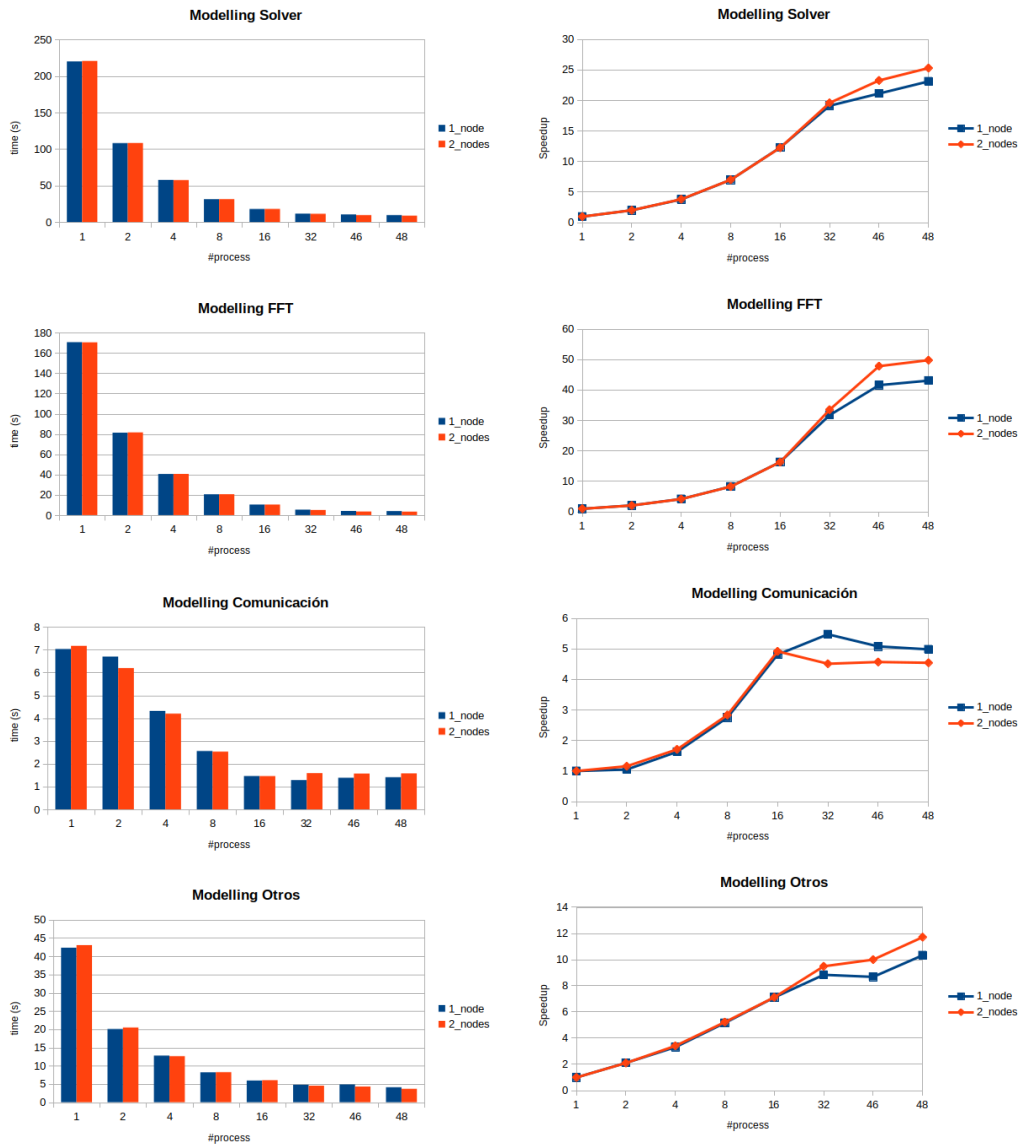 Modelling Solver
250
200
150
100
50
0
time (s)
1 2 4 8 16 32 46 48
#process
1_node
2_nodes
Modelling Solver
30
25
20
15
10
5
0
Speedup
1 2 4 8 16 32 46 48
#process
1_node
2_nodes
Modelling FFT
180
160
140
120
100
80
60
40
20
0
time (s)
1 2 4 8 16 32 46 48
#process
1_node
2_nodes
Modelling FFT
60
50
40
30
20
10
0
Speedup
1 2 4 8 16 32 46 48
#process
1_node
2_nodes
Modelling Comunicación
8
7
6
5
4
3
2
1
0
time (s)
1 2 4 8 16 32 46 48
#process
1_node
2_nodes
Modelling Comunicación
6
5
4
3
2
1
0
Speedup
1 2 4 8 16 32 46 48
#process
1_node
2_nodes
Modelling Otros
50
45
40
35
30
25
20
15
10
5
0
time (s)
1 2 4 8 16 32 46 48
#process
1_node
2_nodes
Modelling Otros
14
12
10
8
6
4
2
0
Speedup
1 2 4 8 16 32 46 48
#process
1_node
2_nodes